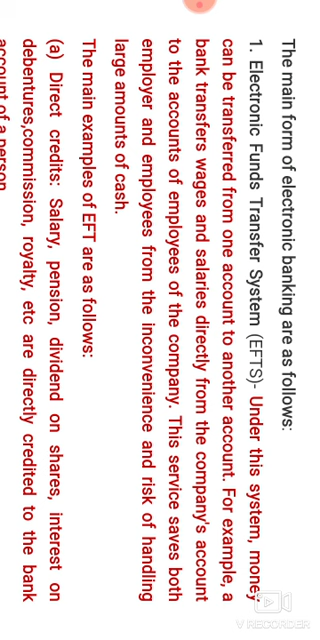 The main form of electronic banking are as follows:
1. Electronic Funds Transfer System (EFTS)- Under this system, money
can be transferred from one account to another account. For example, a
bank transfers wages and salaries directly from the company's account
to the accounts of employees of the company. This service saves both
employer and employees from the inconvenience and risk of handling
large amounts of cash.
The main examples of EFT are as follows:
(a) Direct credits: Salary, pension, dividend on shares, interest on
debentures,commission, royalty, etc are directly credited to the bank
account of a person
V RECORDER